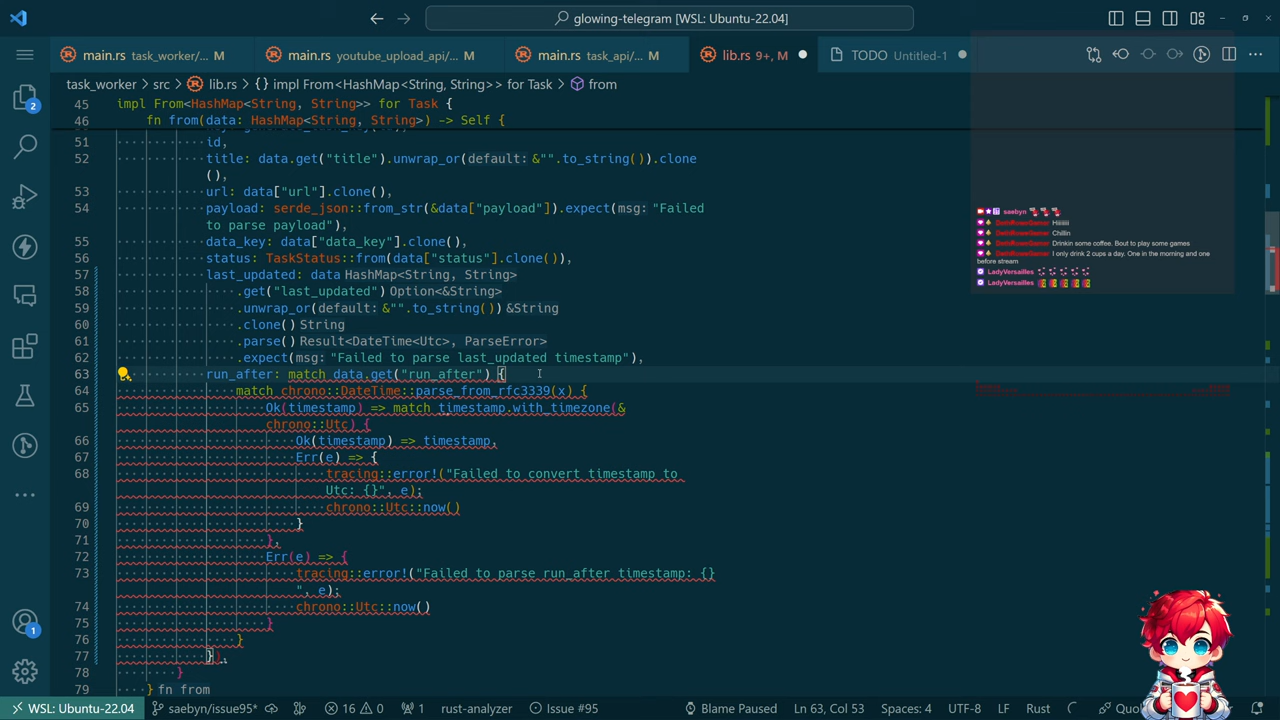 glowing-telegram [WSL: Ubuntu-22.04]
main.rs task_worker/... M
main.rs youtube_upload_api/... M
main.rs task_api/... M
lib.rs 9+, M
TODO Untitled-1
task_worker > src > lib.rs > {} impl From<HashMap<String, String>> for Task > from
45 impl From<HashMap<String, String>> for Task {
46 fn from(data: HashMap<String, String>) -> Self {
51 id,
52 title: data.get("title").unwrap_or(default: &"".to_string()).clone
(),
53 url: data["url"].clone(),
54 payload: serde_json::from_str(&data["payload"]).expect(msg: "Failed
to parse payload"),
55 data_key: data["data_key"].clone(),
56 status: TaskStatus::from(data["status"].clone()),
57 last_updated: data HashMap<String, String>
58 .get("last_updated") Option<&String>
59 .unwrap_or(default: &"".to_string()) &String
60 .clone() String
61 .parse() Result<DateTime<Utc>, ParseError>
62 .expect(msg: "Failed to parse last_updated timestamp"),
63 run_after: match data.get("run_after") {
64 match chrono::DateTime::parse_from_rfc3339(x) {
65 Ok(timestamp) => match timestamp.with_timezone(&
chrono::Utc) {
66 Ok(timestamp) => timestamp,
67 Err(e) => {
68 tracing::error!("Failed to convert timestamp to
Utc: {}", e);
69 chrono::Utc::now()
70 }
71 },
72 Err(e) => {
73 tracing::error!("Failed to parse run_after timestamp: {}
", e);
74 chrono::Utc::now()
75 }
76 }
77 }),
78 }
79 } fn from
saebyn
DethRoweGamer Hiiiiiii
DethRoweGamer Chillin
DethRoweGamer Drinkin some coffee. Bout to play some games
DethRoweGamer I only drink 2 cups a day. One in the morning and one
before stream
LadyVersailles
LadyVersailles
2
1
WSL: Ubuntu-22.04 saebyn/issue95* 16 0 1 rust-analyzer Issue #95 Blame Paused Ln 63, Col 53 Spaces: 4 UTF-8 LF Rust